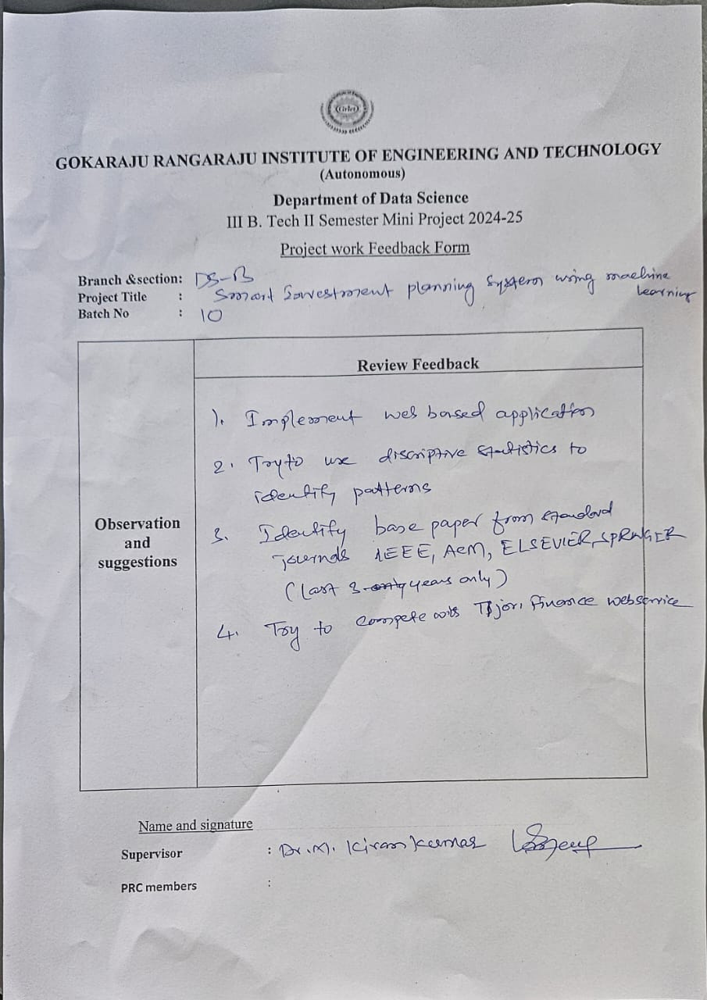 Griet
GOKARAJU RANGARAJU INSTITUTE OF ENGINEERING AND TECHNOLOGY
(Autonomous)
Department of Data Science
III B. Tech II Semester Mini Project 2024-25
Project work Feedback Form
Branch &section: DS-B
Project Title : Smart Investment planning System using machine
learning
Batch No : 10
Review Feedback
Observation
and
suggestions
1. Implement web based application
2. Try to use discriptive statistics to
identify patterns
3. Identify base paper from standard
Journals IEEE, ACM, ELSEVIER, SPRINGER
(last 3 only years only)
4. Try to compete with Tijori finance webservice
Name and signature
Supervisor : Dr. M. Kiran Kumar
PRC members :